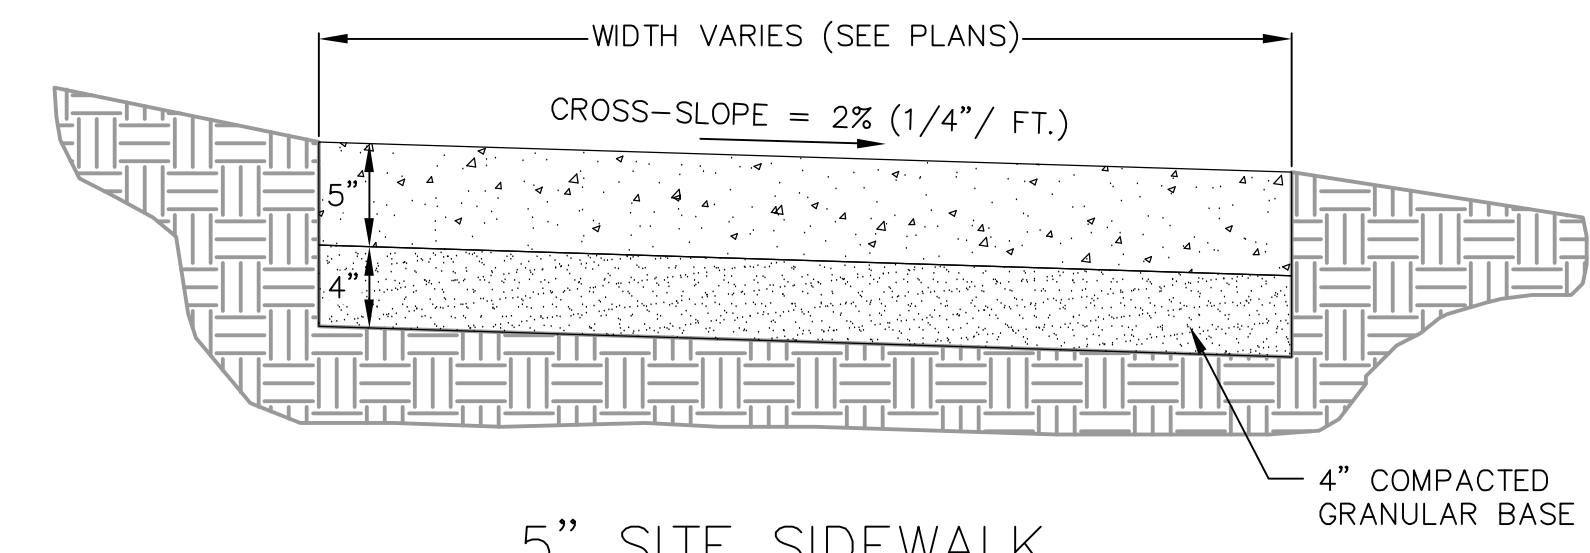 WIDTH VARIES (SEE PLANS)
CROSS-SLOPE = 2% (1/4"/ FT.)
5"
4"
4" COMPACTED
GRANULAR BASE
5" SITE SIDEWALK